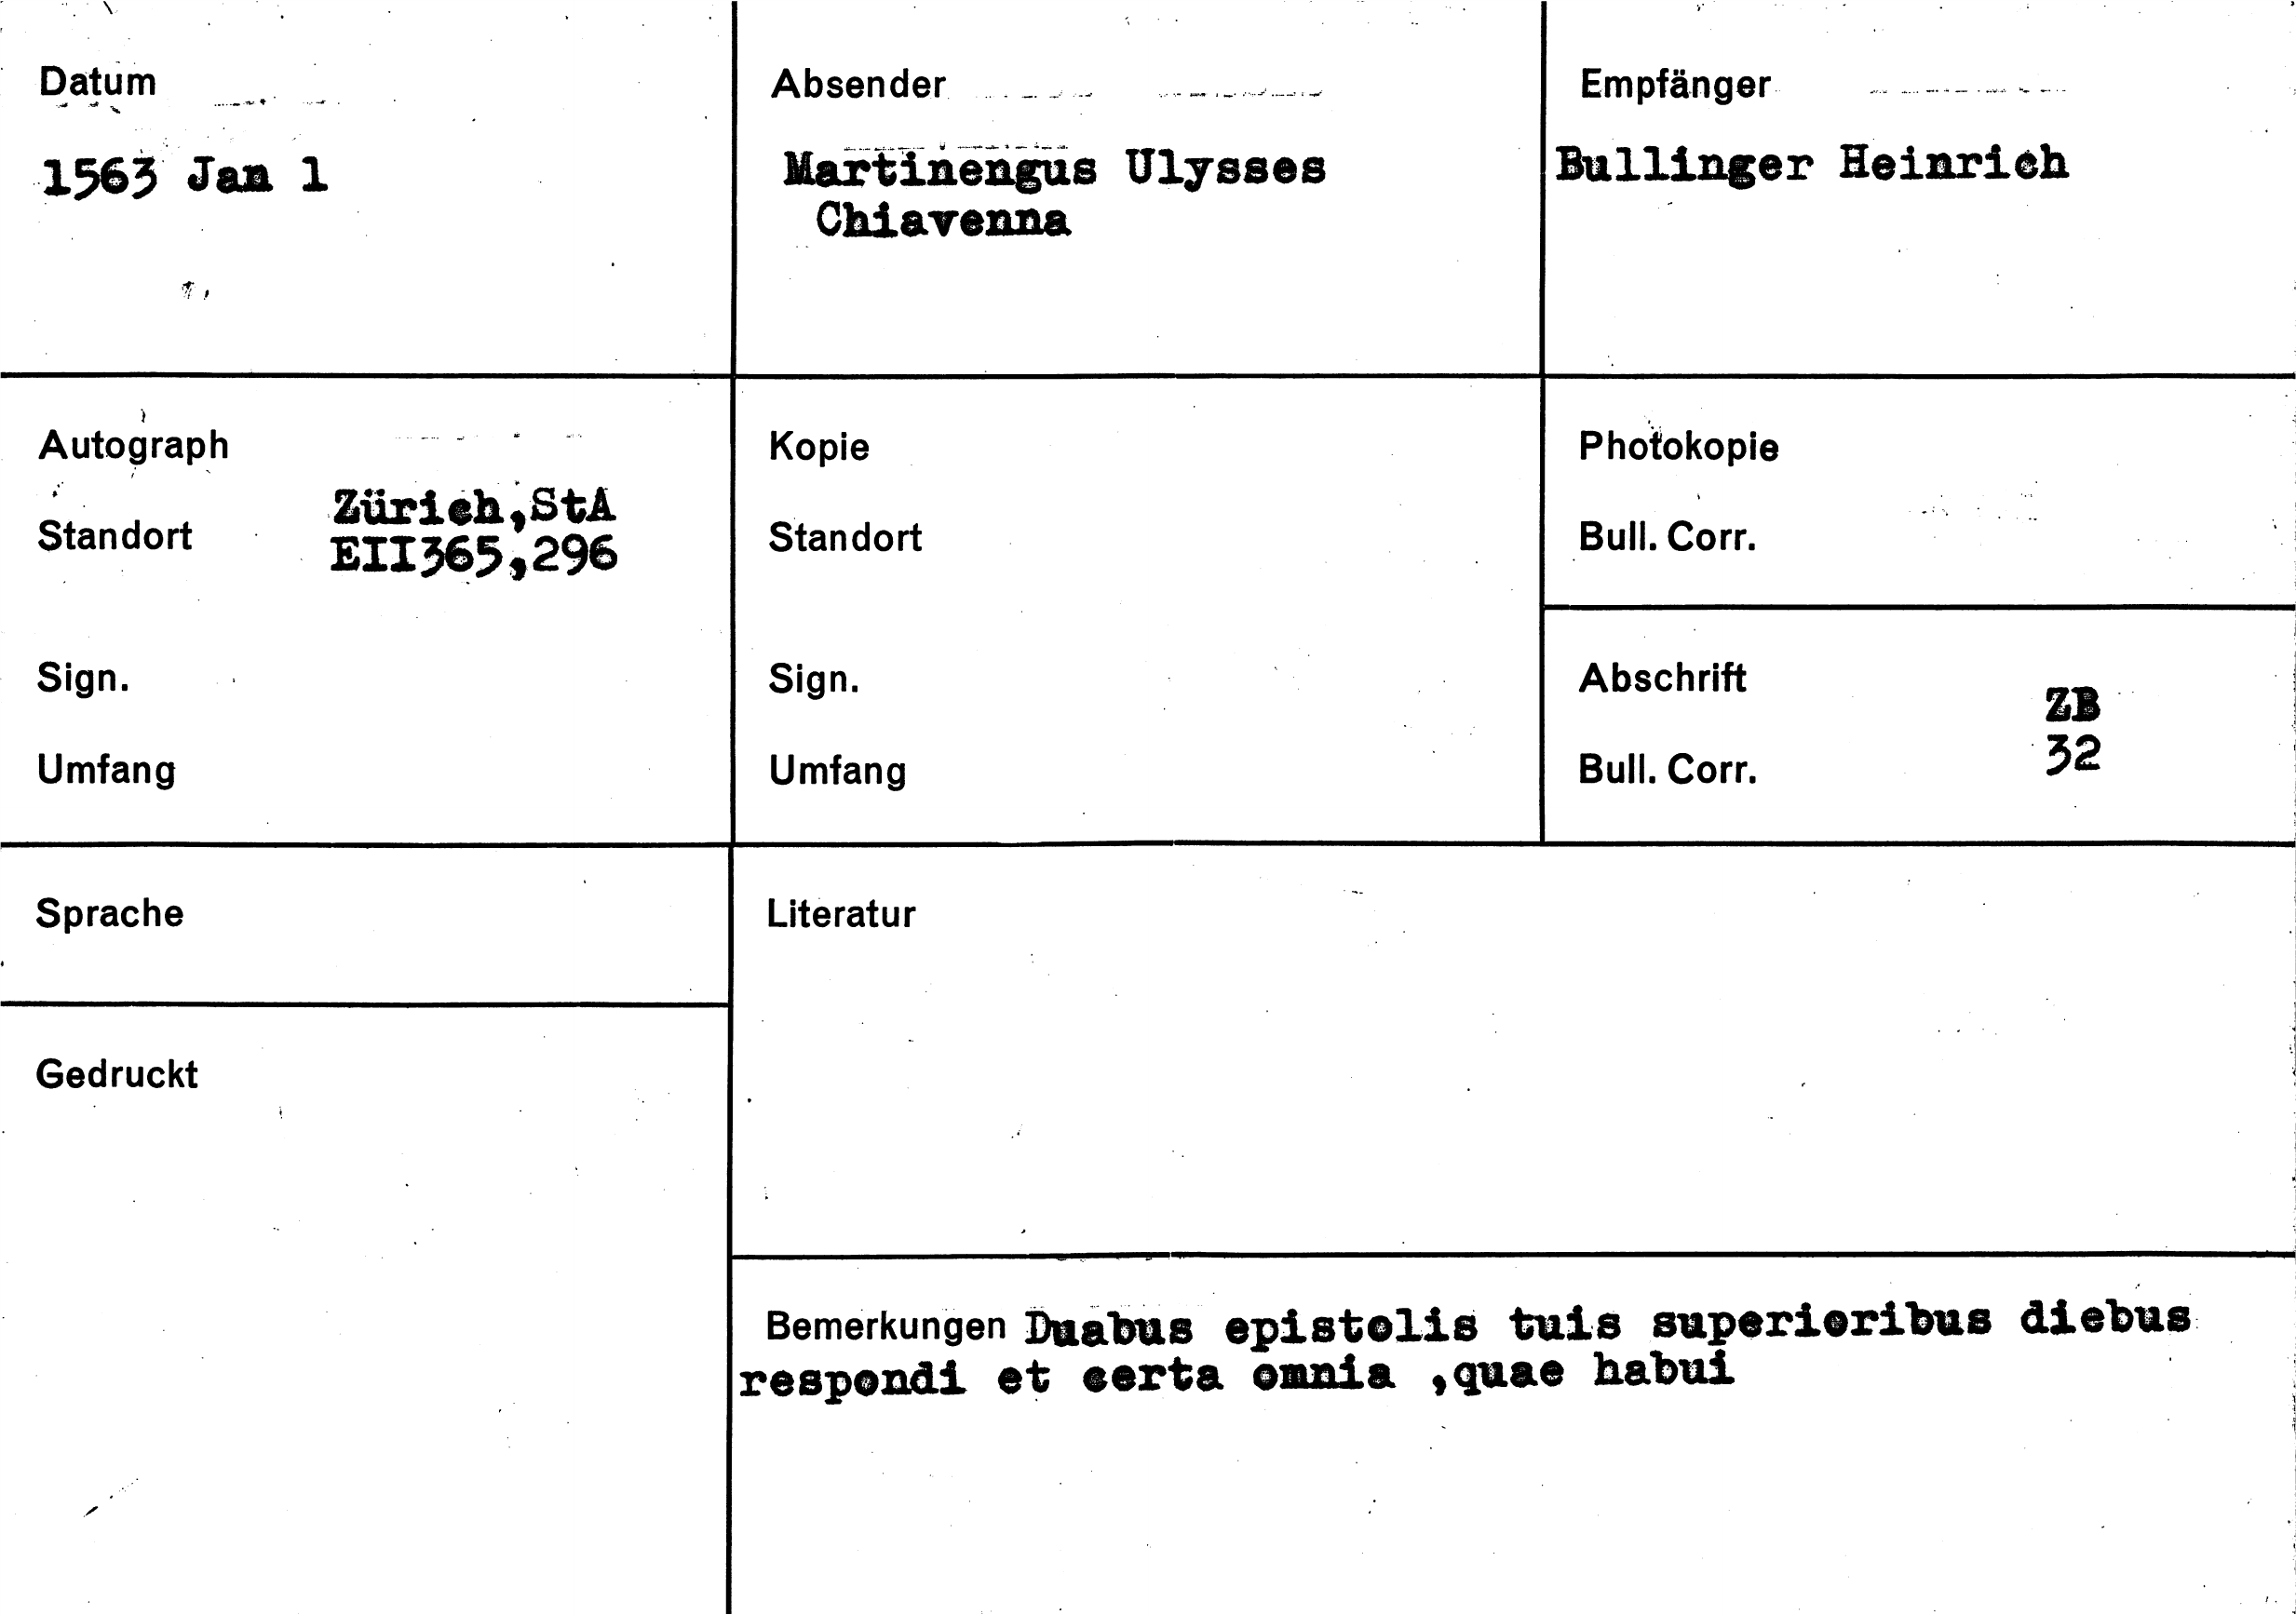 Datum
1563 Jan 1
Absender
Martinengus Ulysses
Chiavenna
Empfänger
Bullinger Heinrich
Autograph
Standort
Zürich,StA
EII365,296
Sign.
Umfang
Kopie
Standort
Sign.
Umfang
Photokopie
Bull. Corr.
Abschrift
Bull. Corr.
ZB
32
Sprache
Gedruckt
Literatur
Bemerkungen Duabus epistolis tuis superioribus diebus
respondi et certa omnia ,quae habui